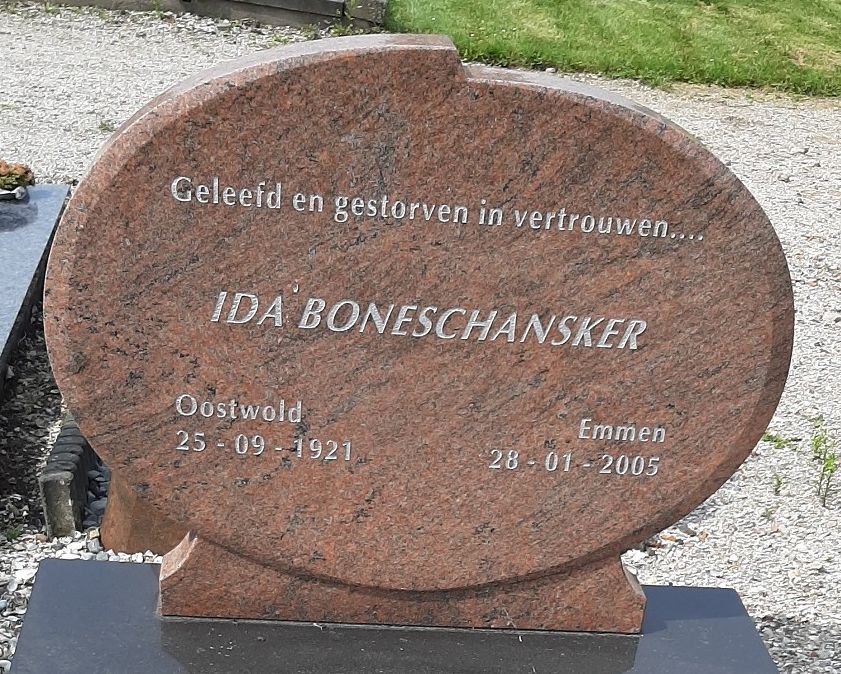 Geleefd en gestorven in vertrouwen....
IDA BONESCHANSKER
Oostwold
25 - 09 - 1921
Emmen
28 - 01 - 2005